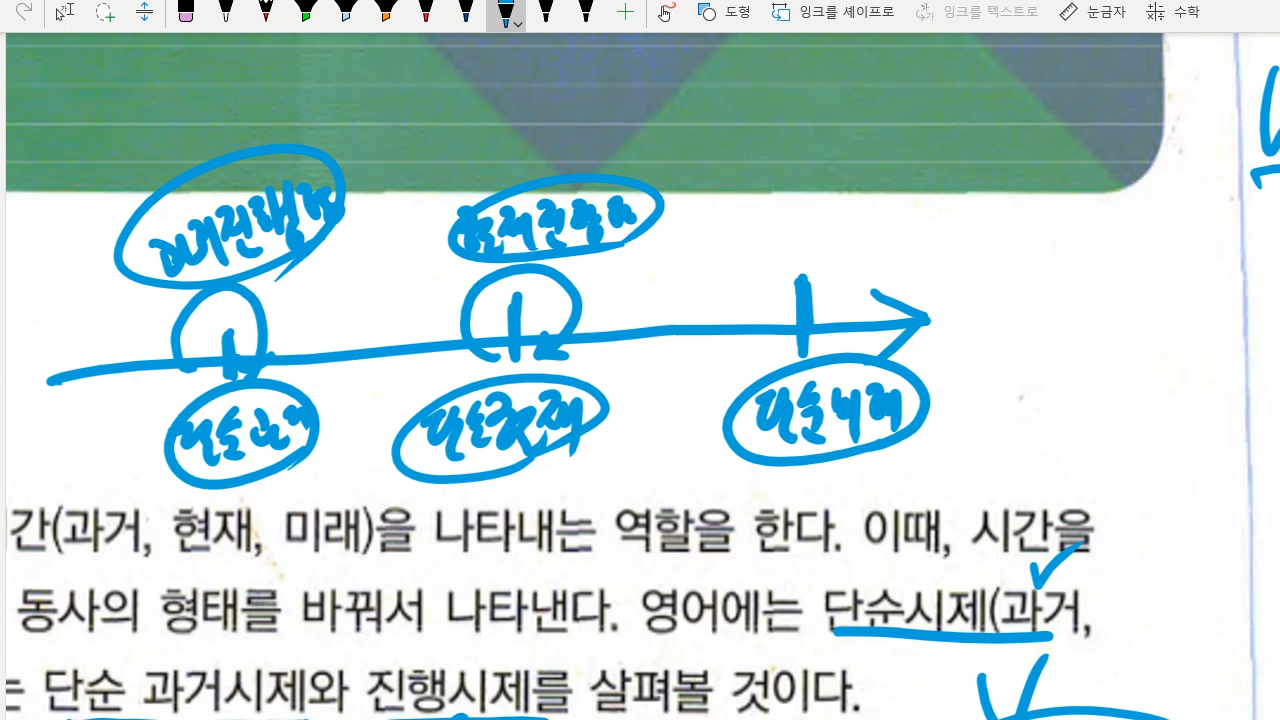 도형 잉크를 셰이프로 잉크를 텍스트로 눈금자 수학
과거진행형 현재진행형
단순과거 단순현재 단순미래
간(과거, 현재, 미래)을 나타내는 역할을 한다. 이때, 시간을
동사의 형태를 바꿔서 나타낸다. 영어에는 단순시제(과거,
는 단순 과거시제와 진행시제를 살펴볼 것이다.